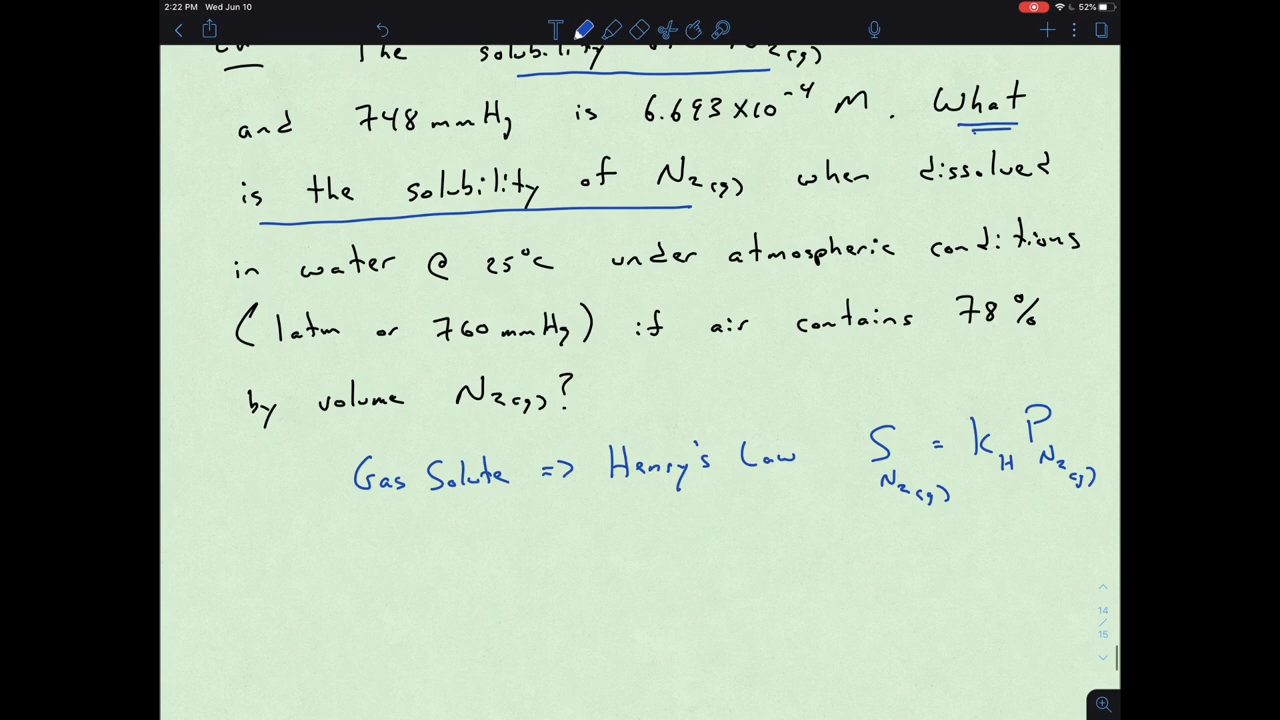 2:22 PM Wed Jun 10
52%
The solubility N2(g)
and 748 mmHg is 6.693 X10⁻⁴ M. What
is the solubility of N2(g) when dissolved
in water @ 25°C under atmospheric conditions
(1atm or 760 mmHg) if air contains 78%
by volume N2(g)?
Gas Solute => Henry's Law S N2(g) = kH P N2(g)
14
/
15